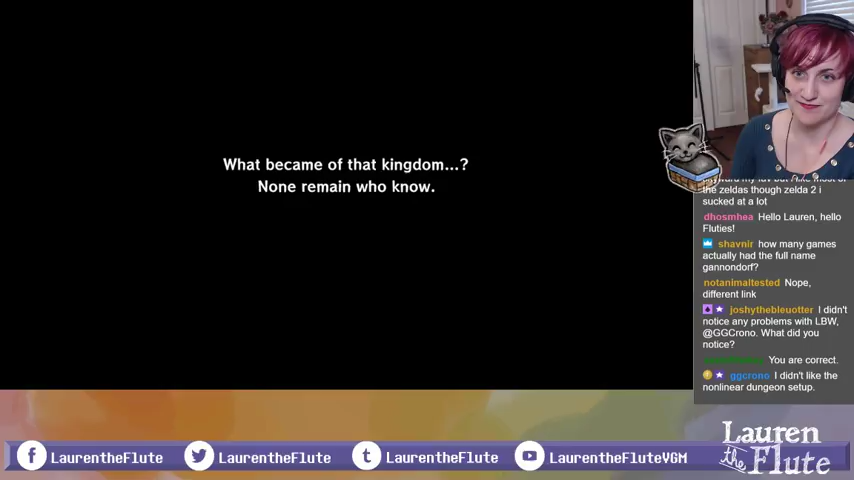 What became of that kingdom...?
None remain who know.
the zeldas though zelda 2 i
sucked at a lot
dhosmhea Hello Lauren, hello
Fluties!
shavnir how many games
actually had the full name
gannondorf?
notanimaltested Nope,
different link
joshythebleuotter I didn't
notice any problems with LBW,
@GGCrono. What did you
notice?
You are correct.
ggcrono I didn't like the
nonlinear dungeon setup.
Lauren
the Flute
LaurentheFlute
LaurentheFlute
LaurentheFlute
LaurentheFluteVGM